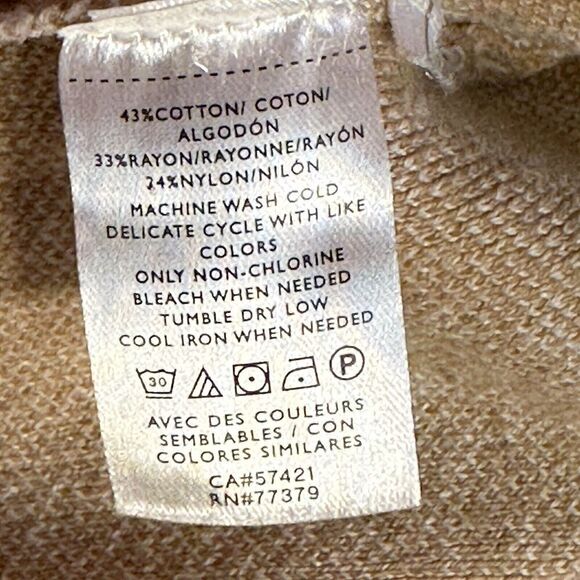 43%COTTON/ COTON/
ALGODÓN
33%RAYON/RAYONNE/RAYÓN
24%NYLON/NILÓN
MACHINE WASH COLD
DELICATE CYCLE WITH LIKE
COLORS
ONLY NON-CHLORINE
BLEACH WHEN NEEDED
TUMBLE DRY LOW
COOL IRON WHEN NEEDED
30 P
AVEC DES COULEURS
SEMBLABLES / CON
COLORES SIMILARES
CA#57421
RN#77379